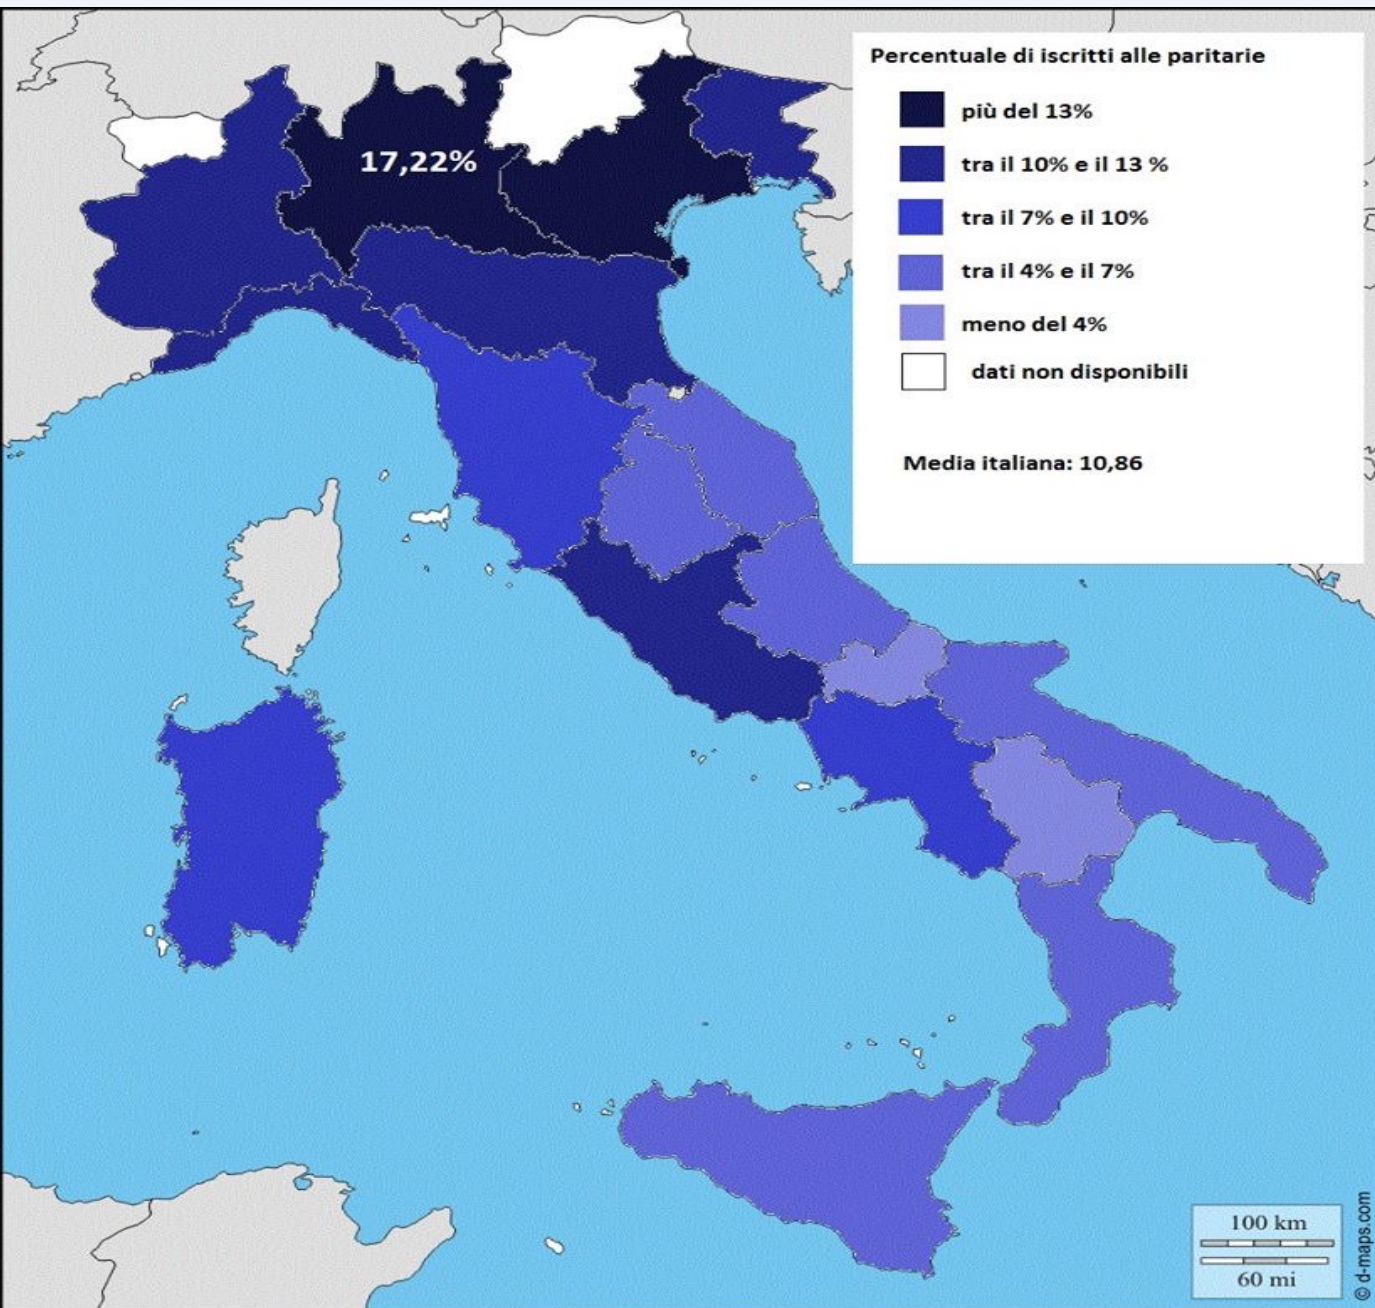 Percentuale di iscritti alle paritarie
più del 13%
17,22%
tra il 10% e il 13 %
tra il 7% e il 10%
tra il 4% e il 7%
meno del 4%
dati non disponibili
Media italiana: 10,86
100 km
60 mi
© d-maps.com